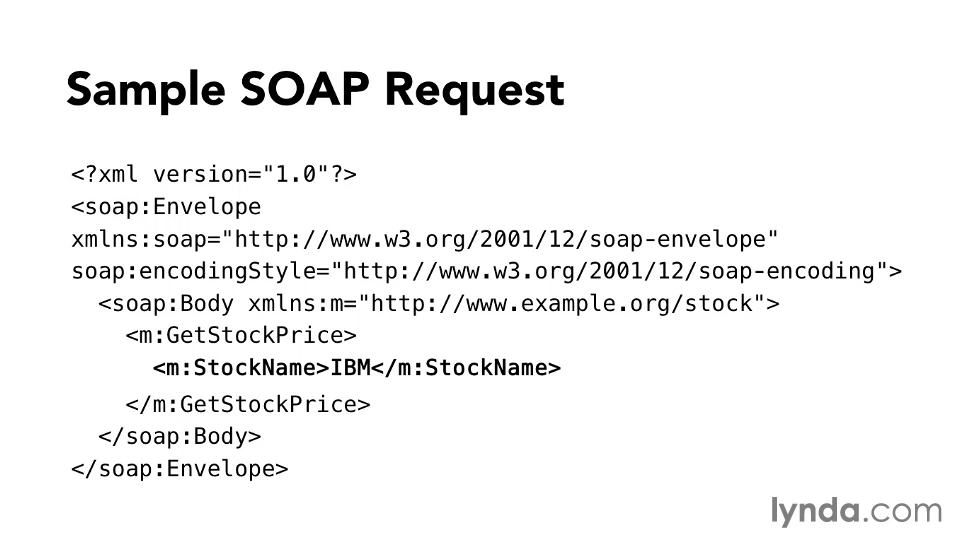 Sample SOAP Request
<?xml version="1.0"?>
<soap:Envelope
xmlns:soap="http://www.w3.org/2001/12/soap-envelope"
soap:encodingStyle="http://www.w3.org/2001/12/soap-encoding">
  <soap:Body xmlns:m="http://www.example.org/stock">
    <m:GetStockPrice>
      <m:StockName>IBM</m:StockName>
    </m:GetStockPrice>
  </soap:Body>
</soap:Envelope>
lynda.com